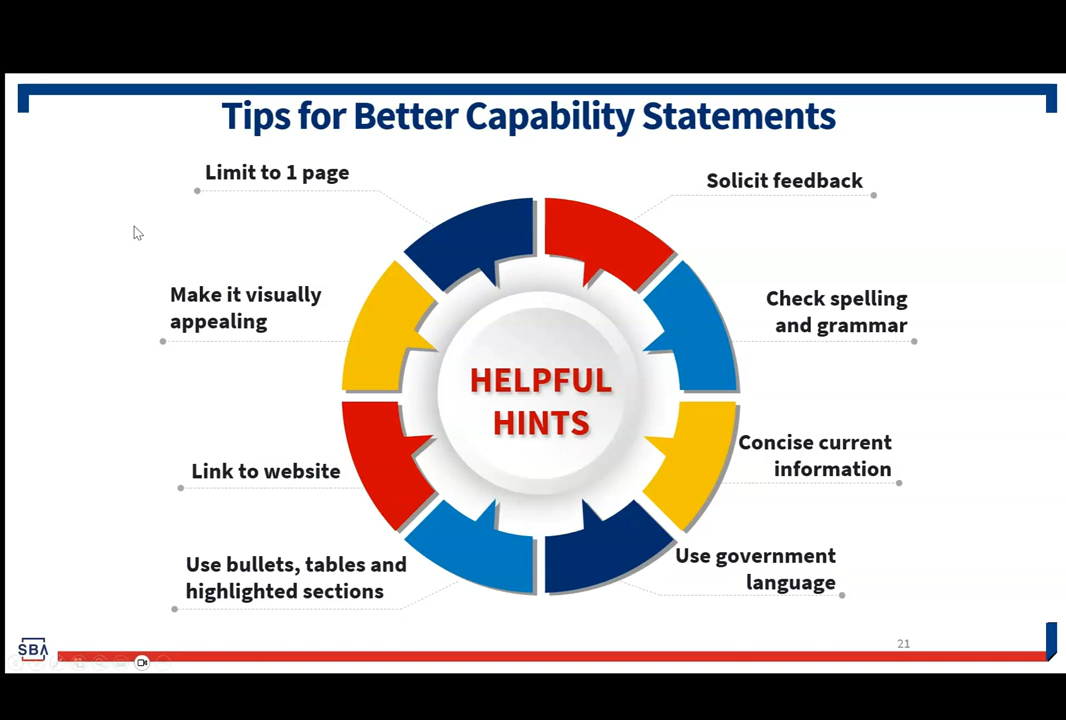 Tips for Better Capability Statements
Limit to 1 page
Solicit feedback
Make it visually
appealing
Check spelling
and grammar
HELPFUL
HINTS
Link to website
Concise current
information
Use bullets, tables and
highlighted sections
Use government
language
SBA
21